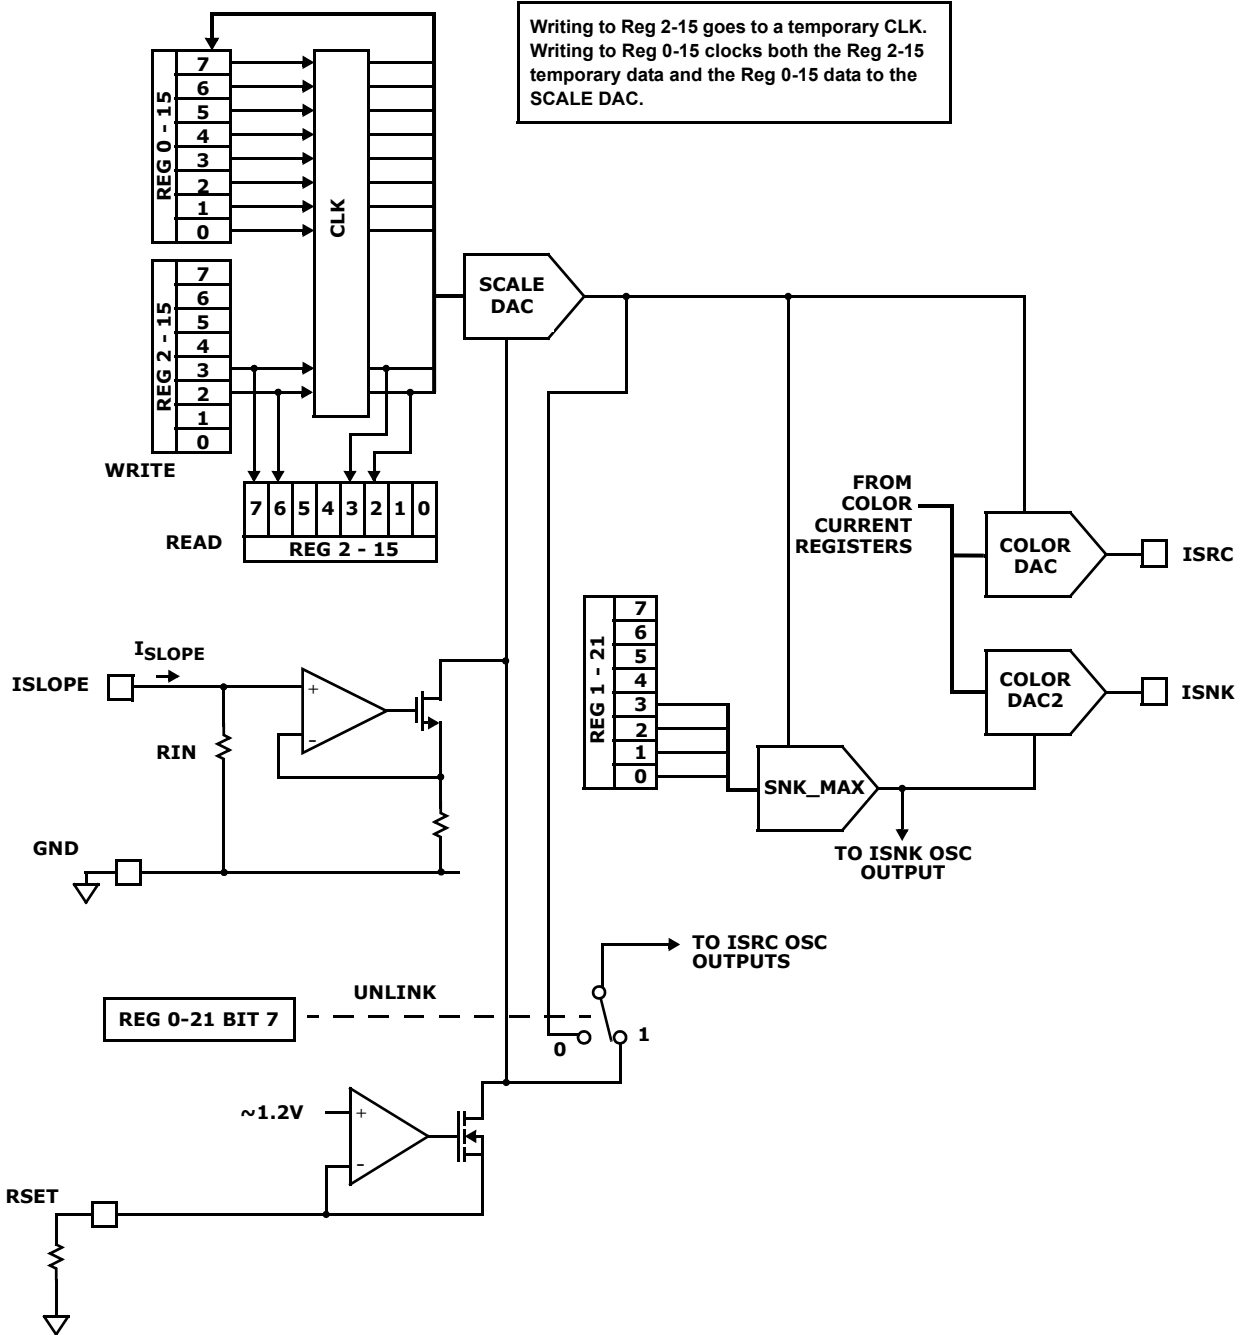 Writing to Reg 2-15 goes to a temporary CLK.
Writing to Reg 0-15 clocks both the Reg 2-15
temporary data and the Reg 0-15 data to the
SCALE DAC.
REG 0 - 15
7
6
5
4
3
2
1
0
CLK
REG 2 - 15
7
6
5
4
3
2
1
0
WRITE
SCALE
DAC
7 6 5 4 3 2 1 0
READ
REG 2 - 15
FROM
COLOR
CURRENT
REGISTERS
COLOR
DAC
ISRC
REG 1 - 21
7
6
5
4
3
2
1
0
COLOR
DAC2
ISNK
SNK_MAX
TO ISNK OSC
OUTPUT
ISLOPE
ISLOPE
+
-
RIN
GND
TO ISRC OSC
OUTPUTS
UNLINK
REG 0-21 BIT 7
0
1
~1.2V
+
-
RSET